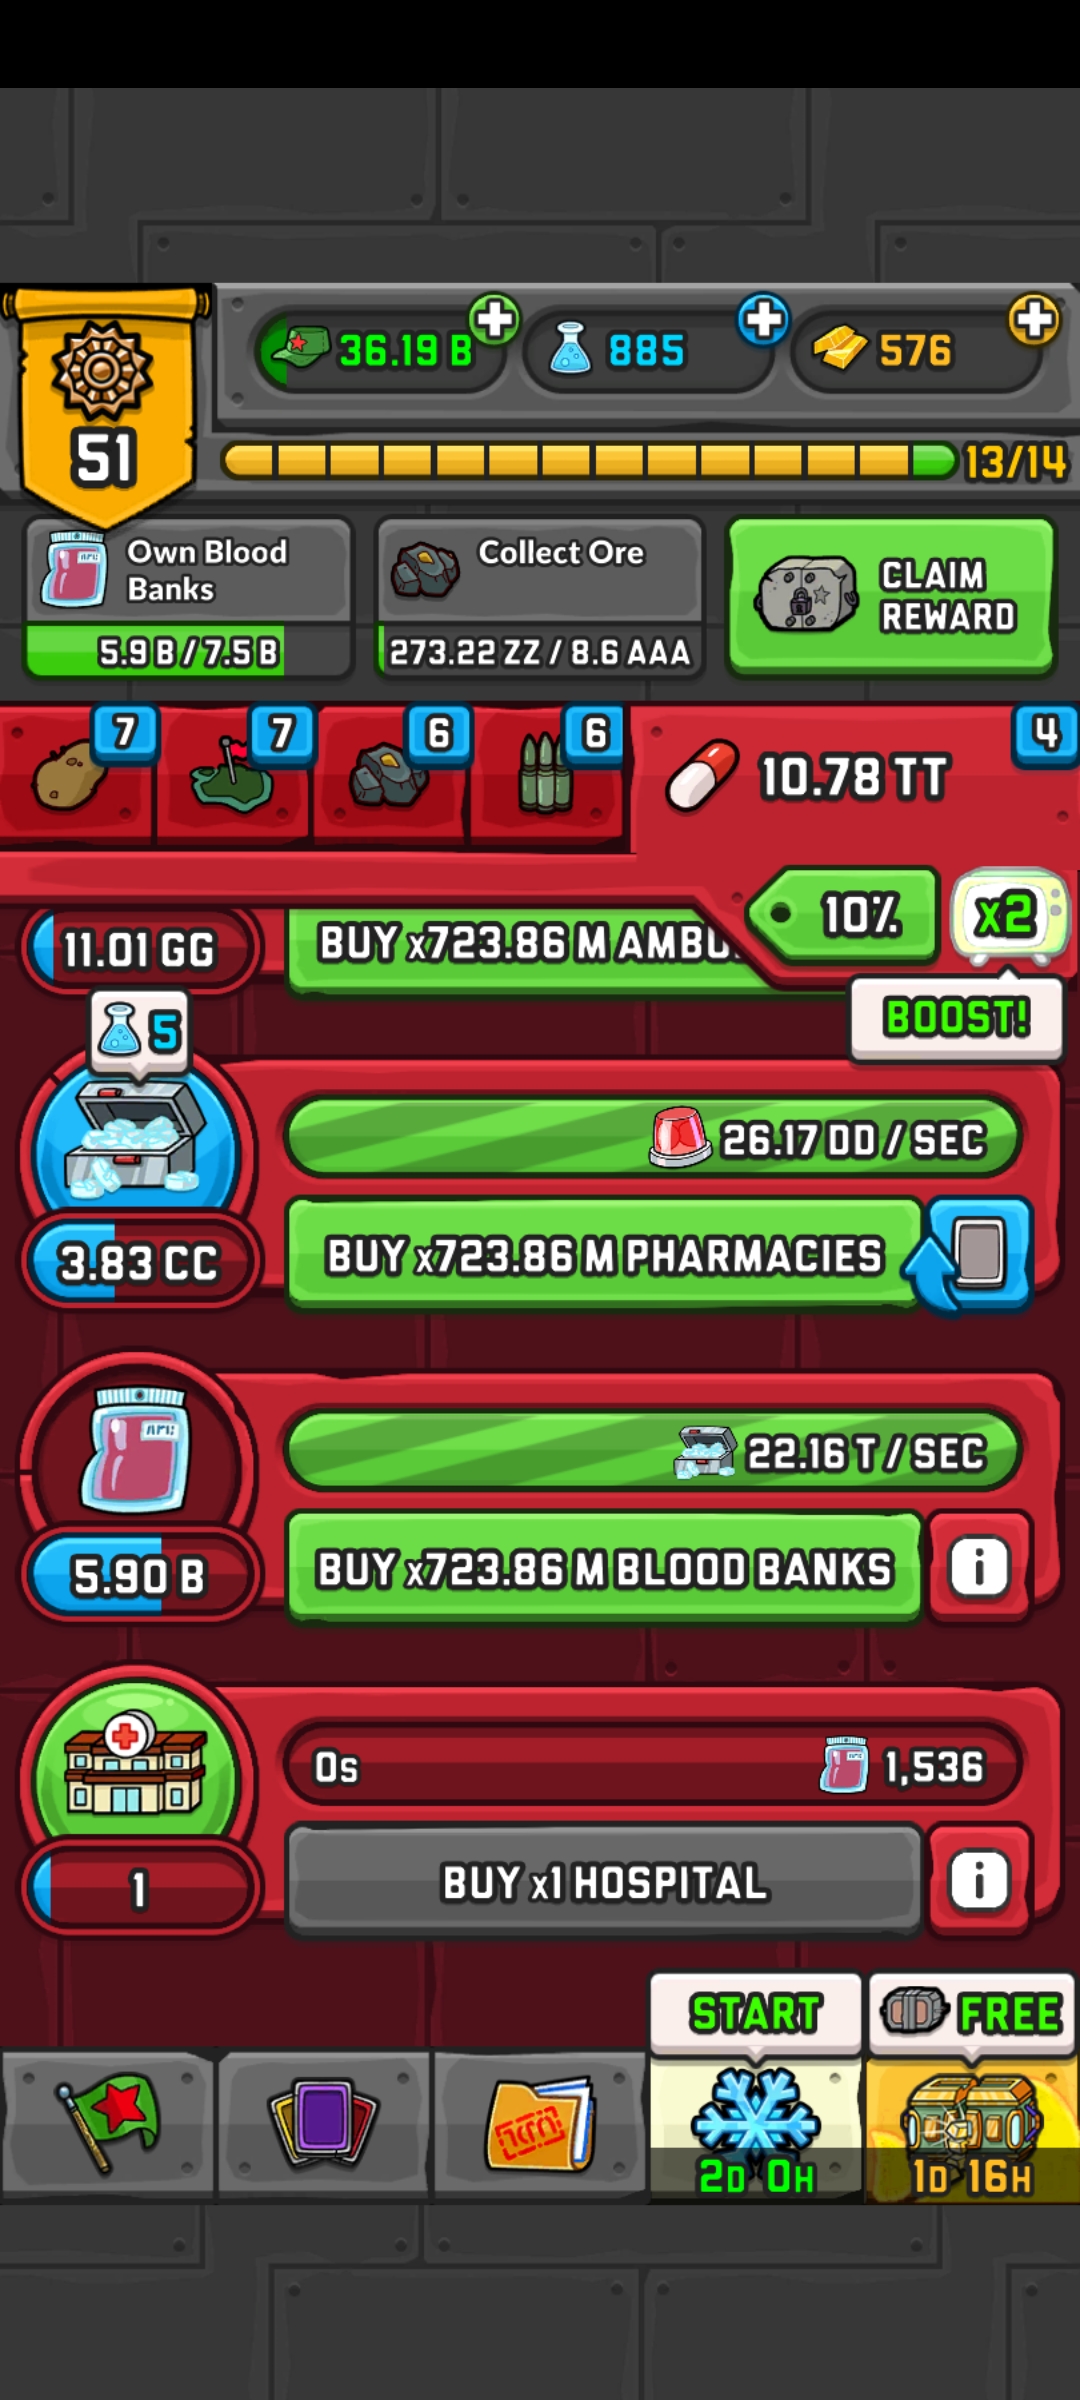 36.19 B
885
576
51
13/14
Own Blood
Banks
5.9 B / 7.5 B
Collect Ore
273.22 ZZ / 8.6 AAA
CLAIM
REWARD
7
7
6
6
10.78 TT
4
11.01 GG
BUY x723.86 M AMBU
10%
x2
BOOST!
5
26.17 DD / SEC
3.83 CC
BUY x723.86 M PHARMACIES
22.16 T / SEC
5.90 B
BUY x723.86 M BLOOD BANKS
i
0s
1,536
1
BUY x1 HOSPITAL
i
START
FREE
2D 0H
1D 16H